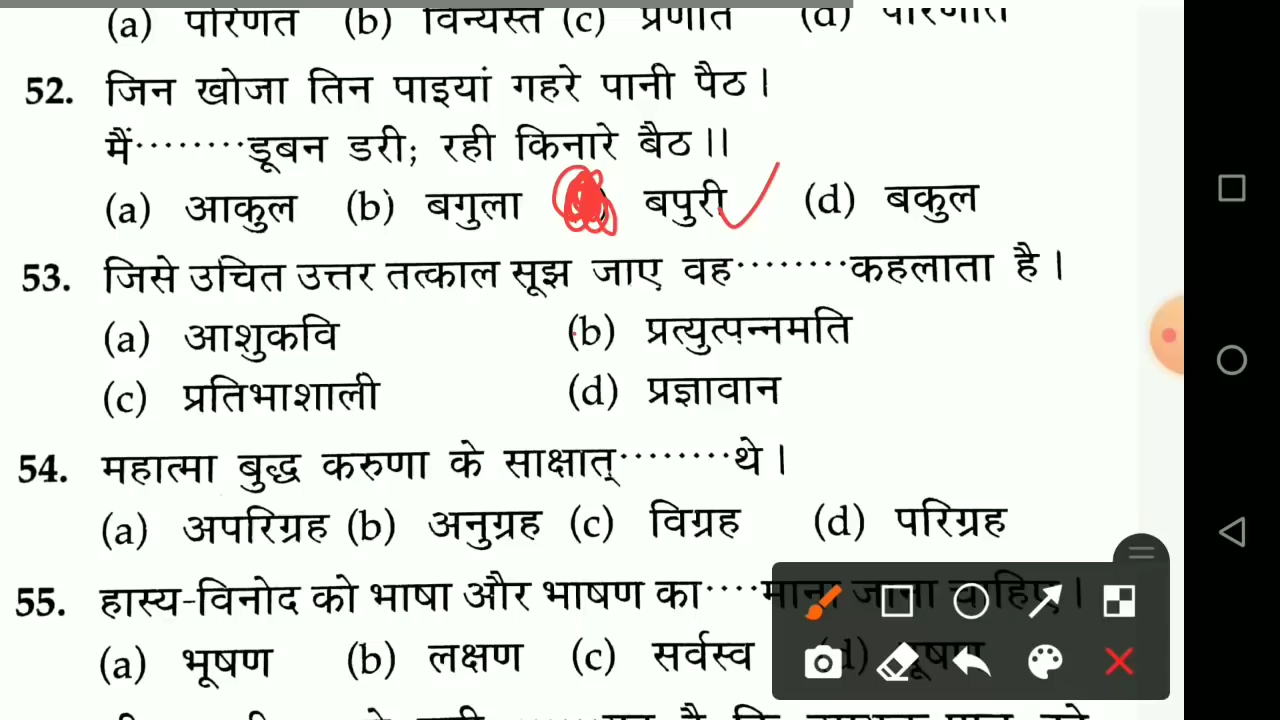 (a) परिणत (b) विन्यस्त (c) प्रणीत (d) परिणति
52. जिन खोजा तिन पाइयां गहरे पानी पैठ।
मैं········डूबन डरी; रही किनारे बैठ।।
(a) आकुल (b) बगुला ) बपुरी (d) बकुल
53. जिसे उचित उत्तर तत्काल सूझ जाए वह········कहलाता है।
(a) आशुकवि (b) प्रत्युत्पन्नमति
(c) प्रतिभाशाली (d) प्रज्ञावान
54. महात्मा बुद्ध करुणा के साक्षात्········थे।
(a) अपरिग्रह (b) अनुग्रह (c) विग्रह (d) परिग्रह
55. हास्य-विनोद को भाषा और भाषण का····माना जाना चाहिए।
(a) भूषण (b) लक्षण (c) सर्वस्व (d)